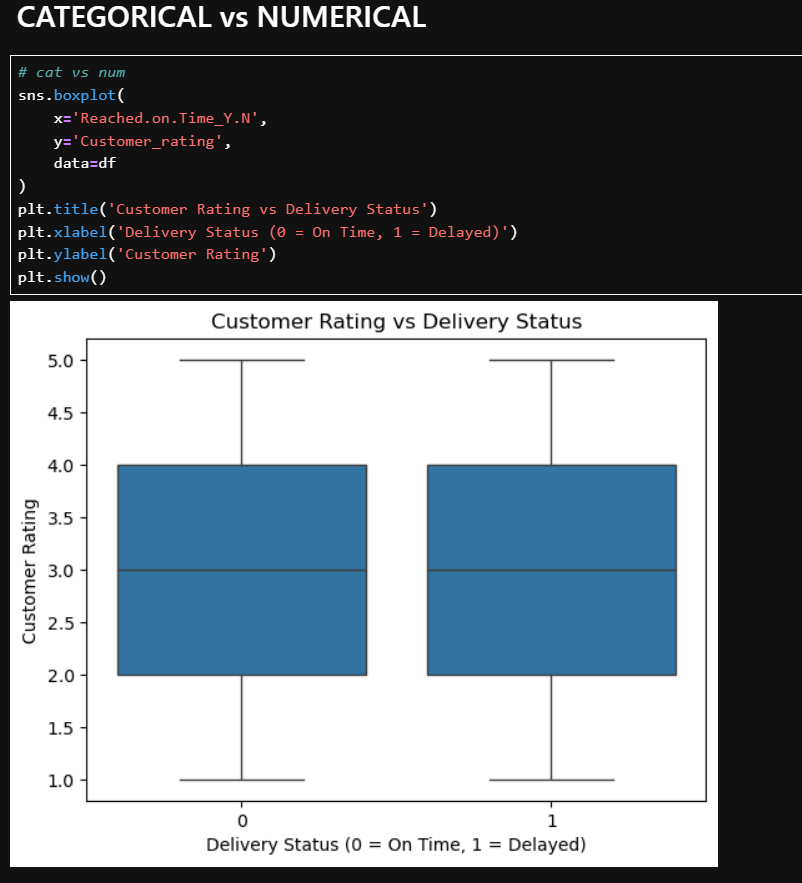 CATEGORICAL vs NUMERICAL
# cat vs num
sns.boxplot(
    x='Reached.on.Time_Y.N',
    y='Customer_rating',
    data=df
)
plt.title('Customer Rating vs Delivery Status')
plt.xlabel('Delivery Status (0 = On Time, 1 = Delayed)')
plt.ylabel('Customer Rating')
plt.show()
Customer Rating vs Delivery Status
5.0
4.5
4.0
3.5
3.0
2.5
2.0
1.5
1.0
Customer Rating
0 1
Delivery Status (0 = On Time, 1 = Delayed)